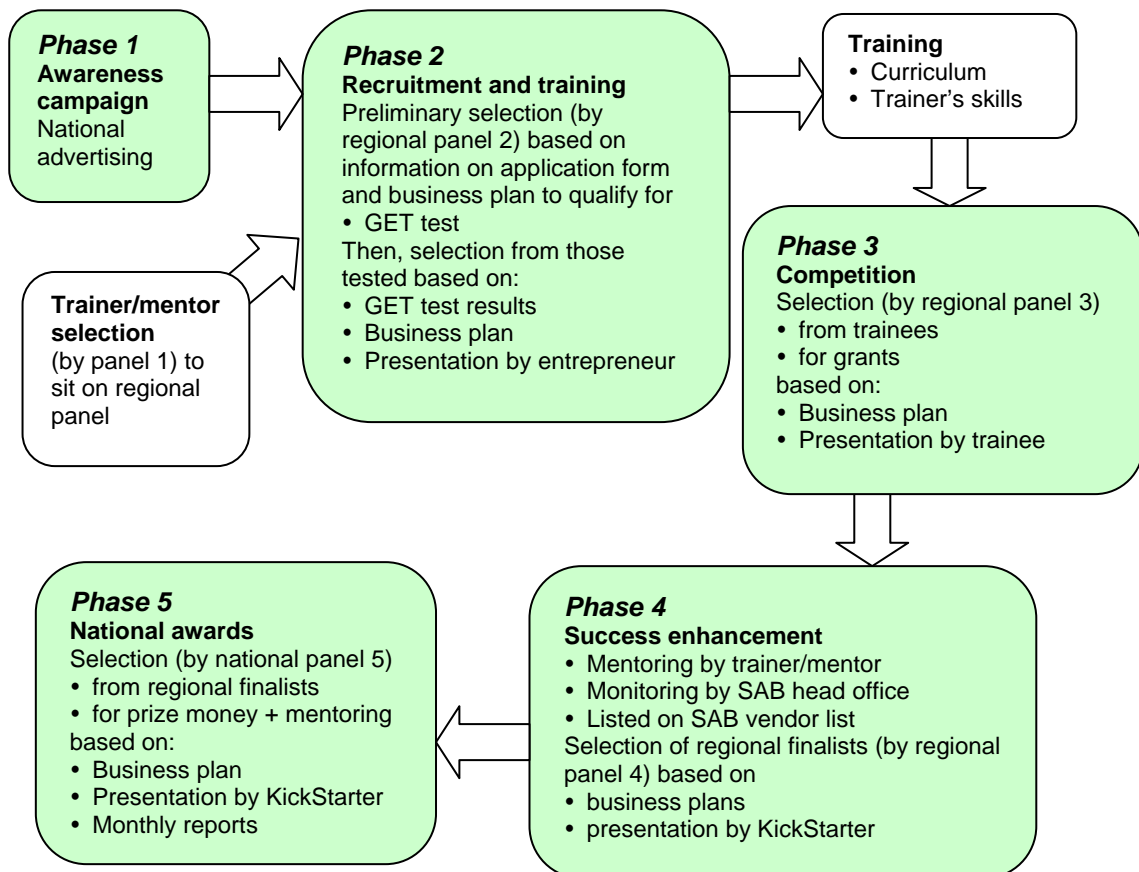 Phase 1
Awareness
campaign
National
advertising
Trainer/mentor
selection
(by panel 1) to
sit on regional
panel
Phase 2
Recruitment and training
Preliminary selection (by
regional panel 2) based on
information on application form
and business plan to qualify for
• GET test
Then, selection from those
tested based on:
• GET test results
• Business plan
• Presentation by entrepreneur
Training
• Curriculum
• Trainer’s skills
Phase 3
Competition
Selection (by regional panel 3)
• from trainees
• for grants
based on:
• Business plan
• Presentation by trainee
Phase 4
Success enhancement
• Mentoring by trainer/mentor
• Monitoring by SAB head office
• Listed on SAB vendor list
Selection of regional finalists (by regional
panel 4) based on
• business plans
• presentation by KickStarter
Phase 5
National awards
Selection (by national panel 5)
• from regional finalists
• for prize money + mentoring
based on:
• Business plan
• Presentation by KickStarter
• Monthly reports